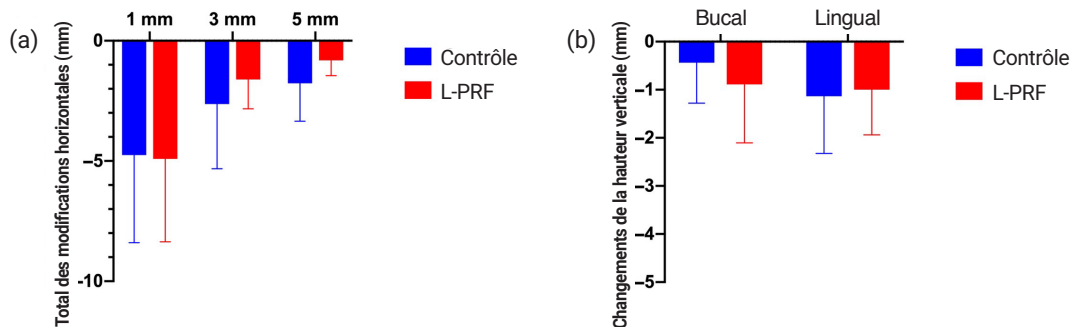 (a)
Total des modifications horizontales (mm)
1 mm 3 mm 5 mm
0
–5
-10
Contrôle
L-PRF
(b)
Changements de la hauteur verticale (mm)
Bucal Lingual
0
–1
–2
–3
–4
–5
Contrôle
L-PRF